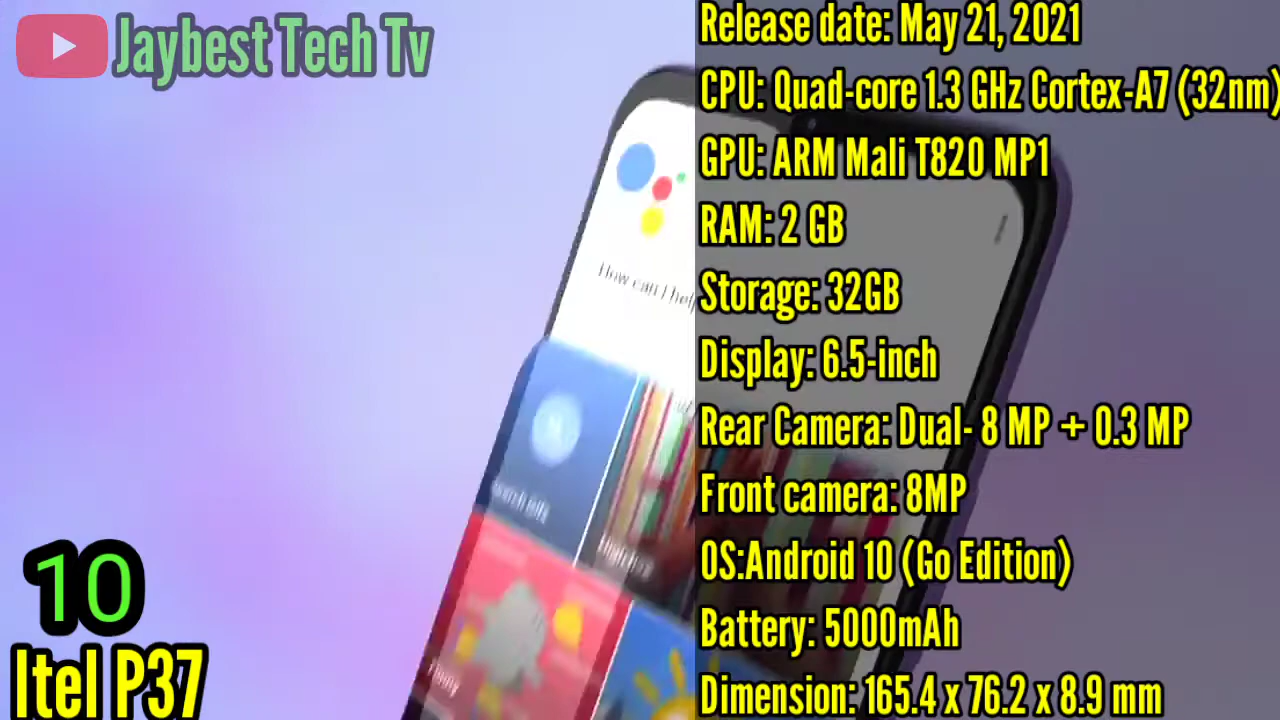 Jaybest Tech Tv
Release date: May 21, 2021
CPU: Quad-core 1.3 GHz Cortex-A7 (32nm)
GPU: ARM Mali T820 MP1
RAM: 2 GB
Storage: 32GB
Display: 6.5-inch
Rear Camera: Dual- 8 MP + 0.3 MP
Front camera: 8MP
OS:Android 10 (Go Edition)
Battery: 5000mAh
Dimension: 165.4 x 76.2 x 8.9 mm
How can I help
10
Itel P37